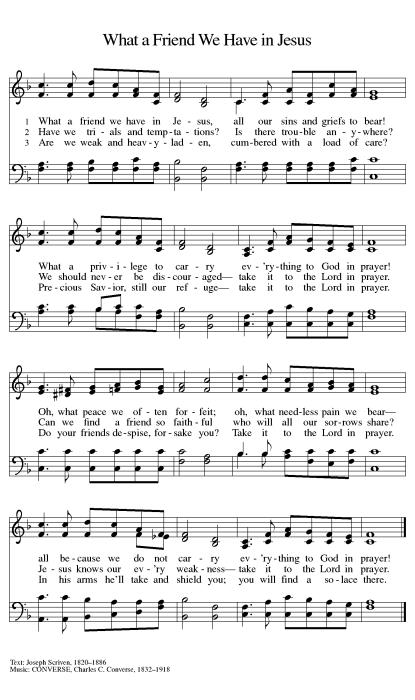 What a Friend We Have in Jesus
1 What a friend we have in Je - sus, all our sins and griefs to bear!
2 Have we tri - als and temp - ta - tions? Is there trou - ble an - y - where?
3 Are we weak and heav - y - lad - en, cum - bered with a load of care?
What a priv - i - lege to car - ry ev - 'ry - thing to God in prayer!
We should nev - er be dis - cour - aged— take it to the Lord in prayer!
Pre - cious Sav - ior, still our ref - uge— take it to the Lord in prayer!
Oh, what peace we of - ten for - feit; oh, what need - less pain we bear—
Can we find a friend so faith - ful who will all our sor - rows share?
Do your friends de - spise, for - sake you? Take it to the Lord in prayer.
all be - cause we do not car - ry ev - 'ry - thing to God in prayer!
Je - sus knows our ev - 'ry weak - ness— take it to the Lord in prayer.
In his arms he'll take and shield you; you will find a so - lace there.
Text: Joseph Scriven, 1820–1886
Music: CONVERSE, Charles C. Converse, 1832–1918